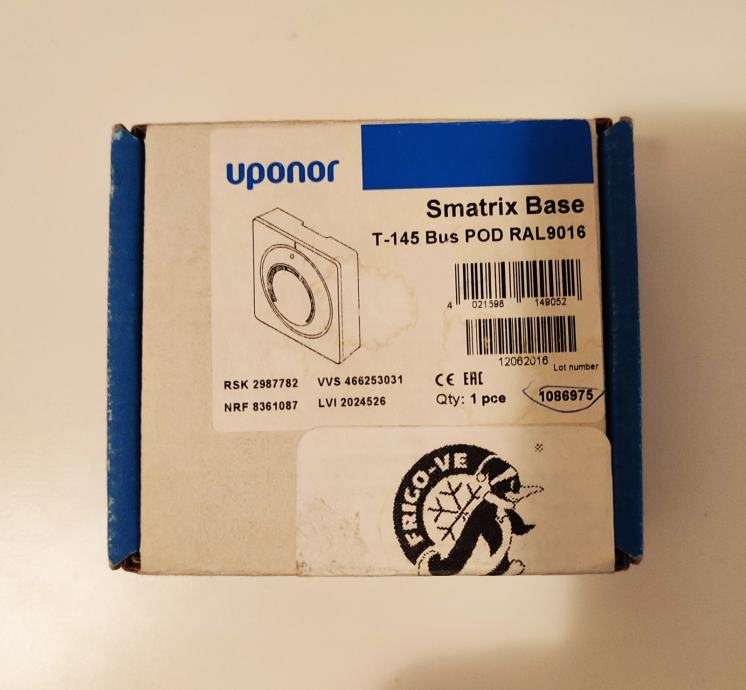 uponor
Smatrix Base
T-145 Bus POD RAL9016
4 021598 149052
12062016
Lot number
RSK 2987782 VVS 466253031 CE EAC
NRF 8361087 LVI 2024526 Qty: 1 pce 1086975
FRIGO-VE